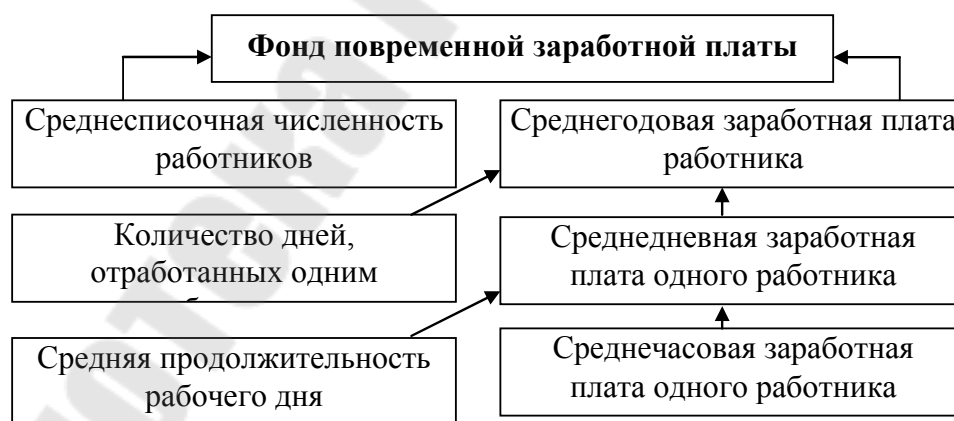 Фонд повременной заработной платы
Среднесписочная численность
работников
Среднегодовая заработная плата
работника
Количество дней,
отработанных одним
Среднедневная заработная
плата одного работника
Средняя продолжительность
рабочего дня
Среднечасовая заработная
плата одного работника